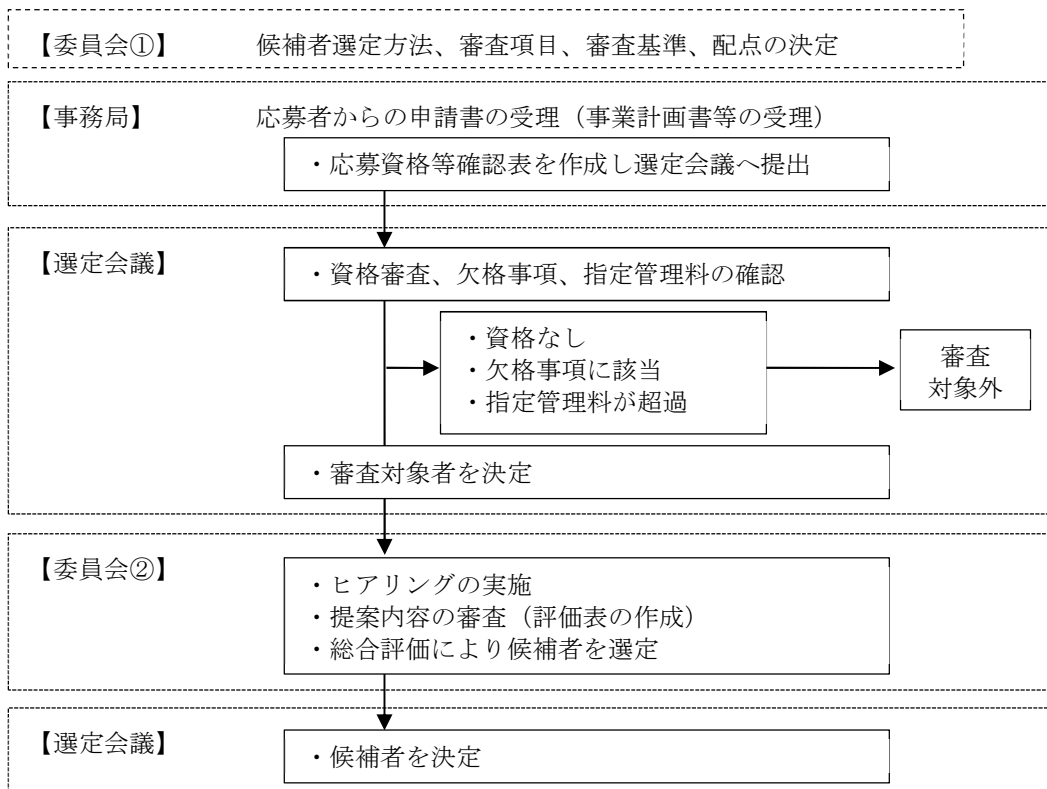 【委員会①】 候補者選定方法、審査項目、審査基準、配点の決定
【事務局】 応募者からの申請書の受理（事業計画書等の受理）
・応募資格等確認表を作成し選定会議へ提出
【選定会議】
・資格審査、欠格事項、指定管理料の確認
・資格なし
・欠格事項に該当
・指定管理料が超過
審査
対象外
・審査対象者を決定
【委員会②】
・ヒアリングの実施
・提案内容の審査（評価表の作成）
・総合評価により候補者を選定
【選定会議】
・候補者を決定